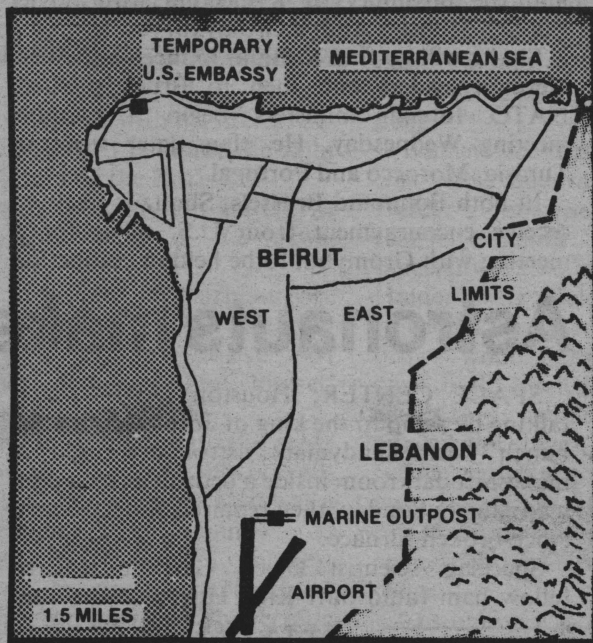 TEMPORARY
U.S. EMBASSY
MEDITERRANEAN SEA
BEIRUT
CITY
LIMITS
WEST
EAST
LEBANON
MARINE OUTPOST
AIRPORT
1.5 MILES